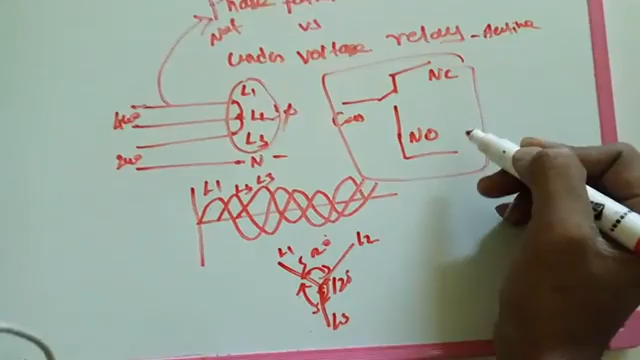 Phase
Not vs
under voltage relay
L1
L2
L3
N
Com
NC
NO
L1 L2 L3
L1 120° L2
120
L3